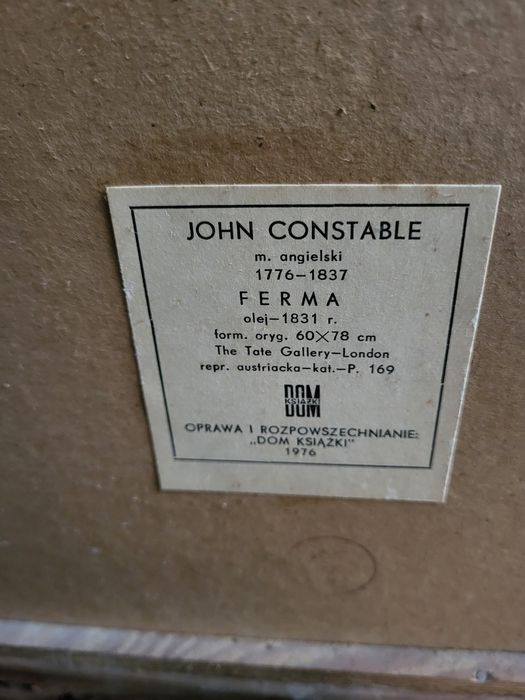 JOHN CONSTABLE
m. angielski
1776–1837
FERMA
olej–1831 r.
form. oryg. 60×78 cm
The Tate Gallery–London
repr. austriacka–kat.–P. 169
DOM
KSIĄŻKI
OPRAWA I ROZPOWSZECHNIANIE:
„DOM KSIĄŻKI"
1976